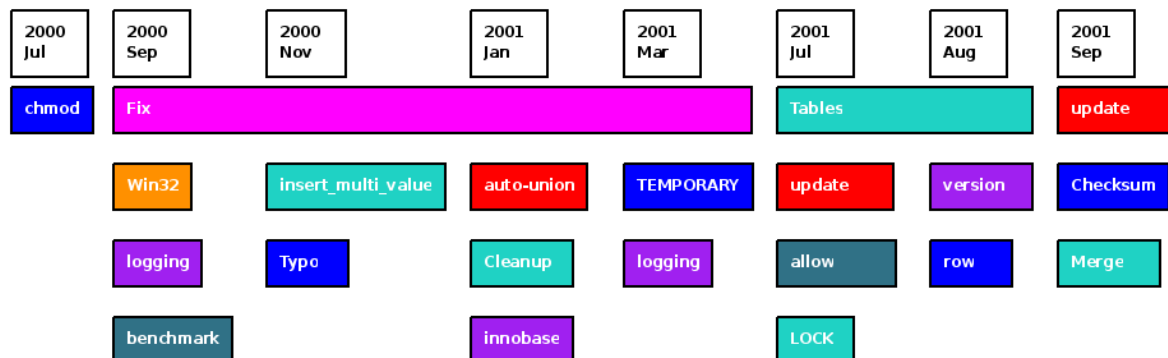 2000 Jul
2000 Sep
2000 Nov
2001 Jan
2001 Mar
2001 Jul
2001 Aug
2001 Sep
chmod
Fix
Tables
update
Win32
insert_multi_value
auto-union
TEMPORARY
update
version
Checksum
logging
Typo
Cleanup
logging
allow
row
Merge
benchmark
innobase
LOCK